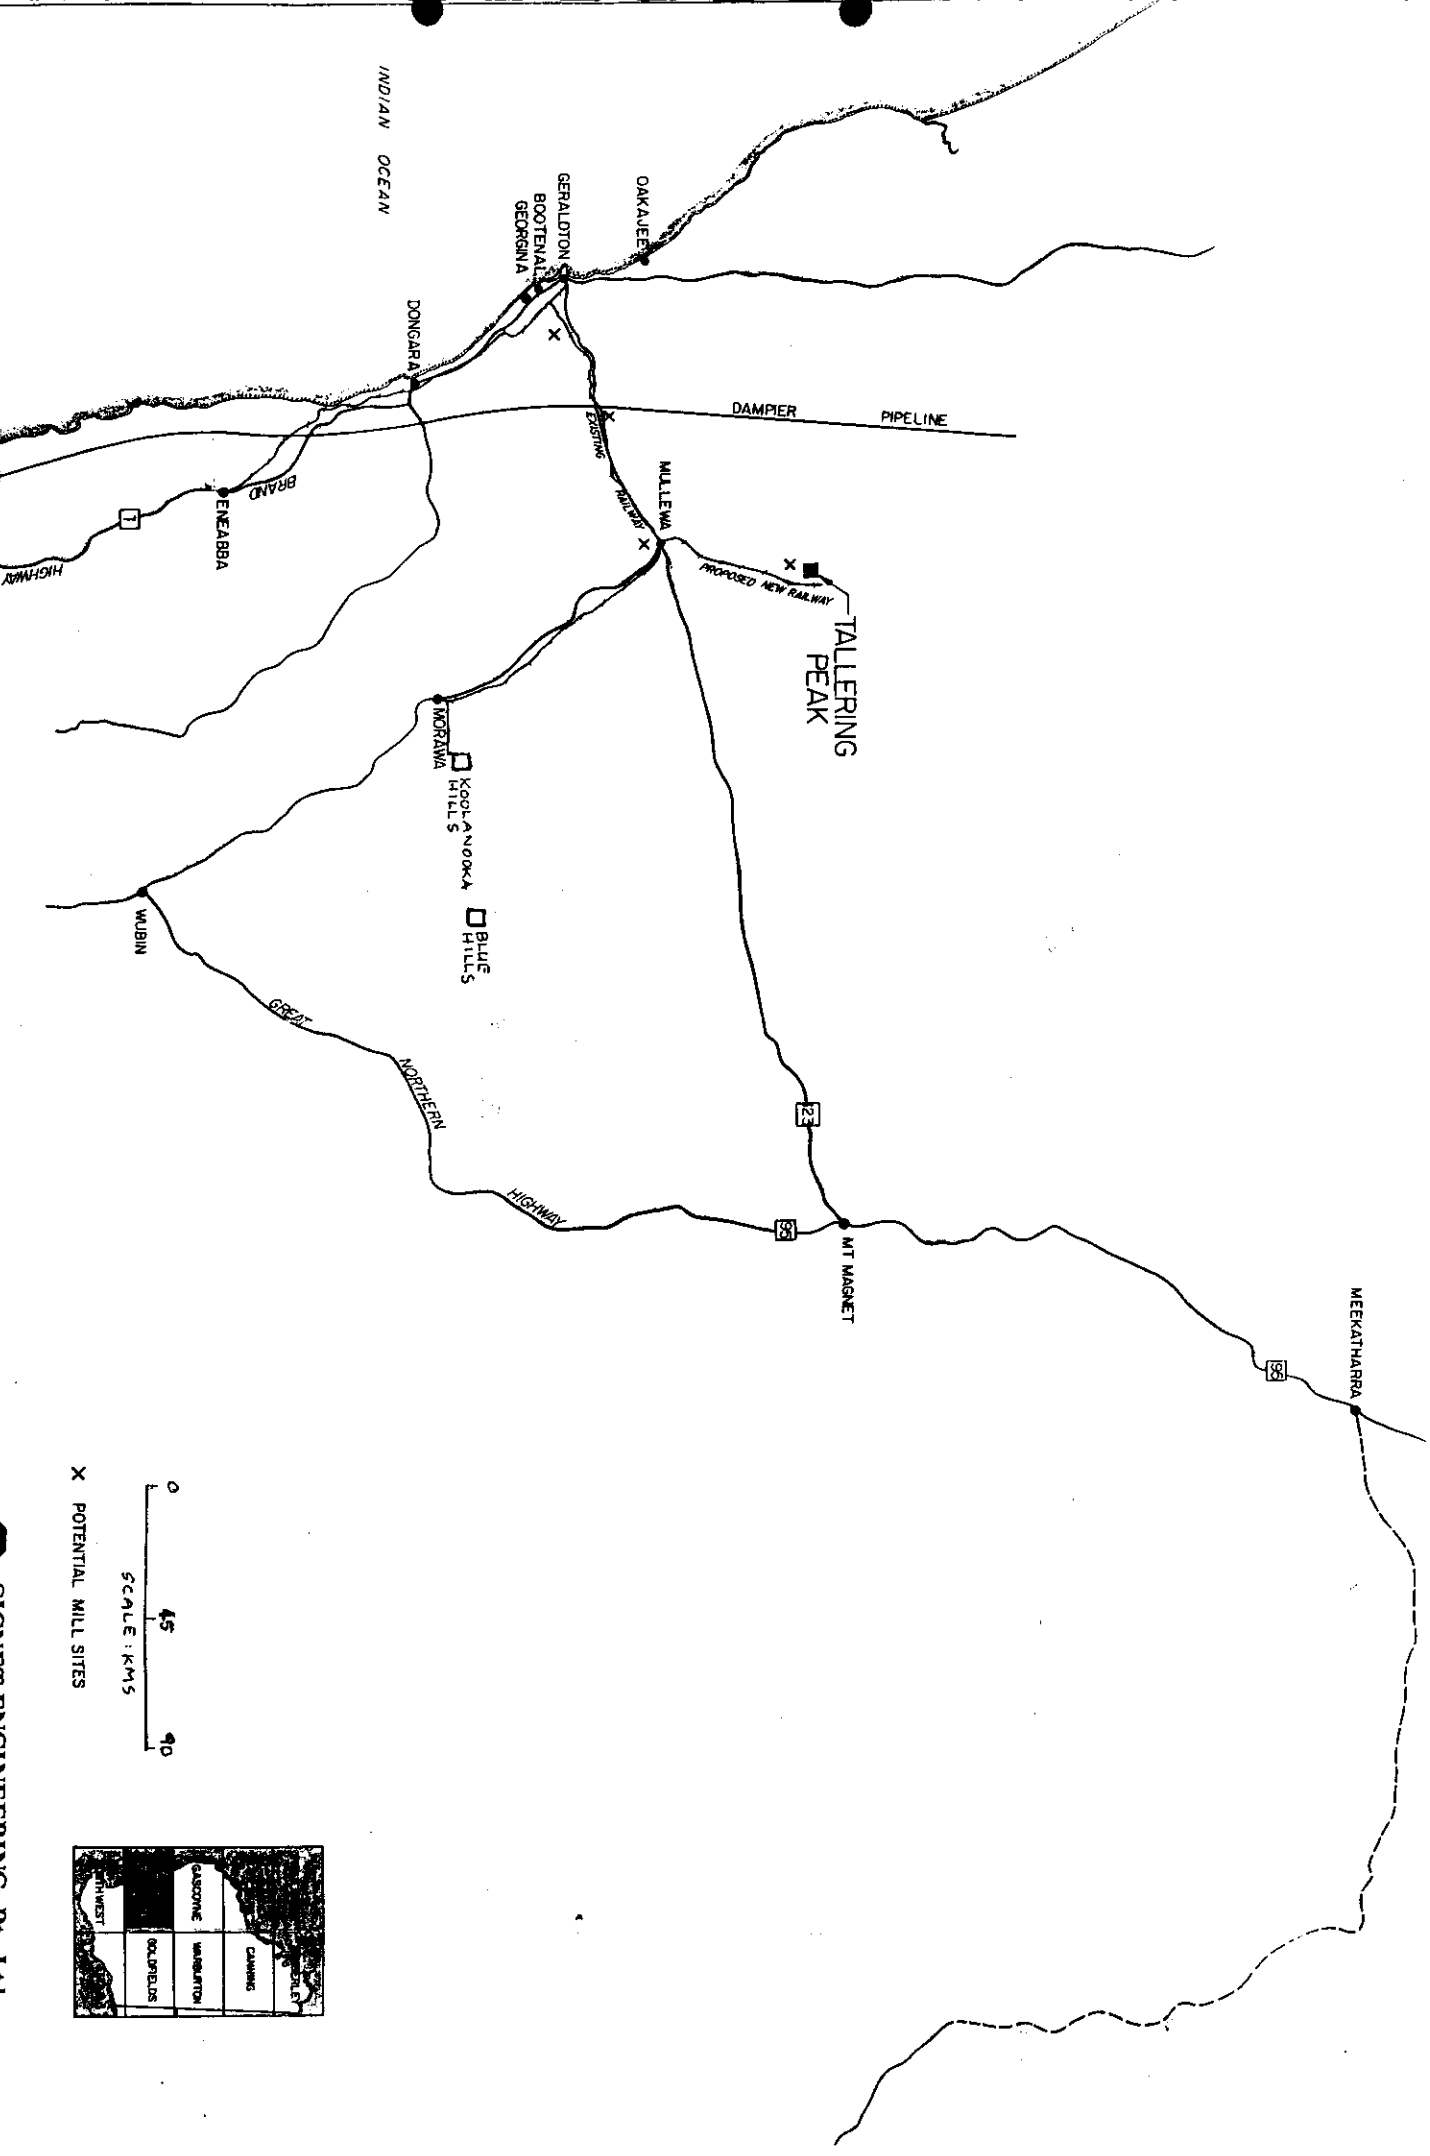 INDIAN OCEAN
OAKAJEE
GERALDTON
BOOTENAL
GEORGINA
DONGARA
DAMPIER PIPELINE
EXISTING RAILWAY
MULLEWA
PROPOSED NEW RAILWAY
TALLERING
PEAK
BRAND
ENEABBA
1
HIGHWAY
MORAWA
KOOLANOOKA
HILLS
BLUE
HILLS
WUBIN
GREAT NORTHERN HIGHWAY
123
95
MT MAGNET
95
MEEKATHARRA
0 45 90
SCALE : KMS
X POTENTIAL MILL SITES
CANNING
GASCOYNE WARBURTON
GOLDFIELDS
SIGNET ENGINEERING